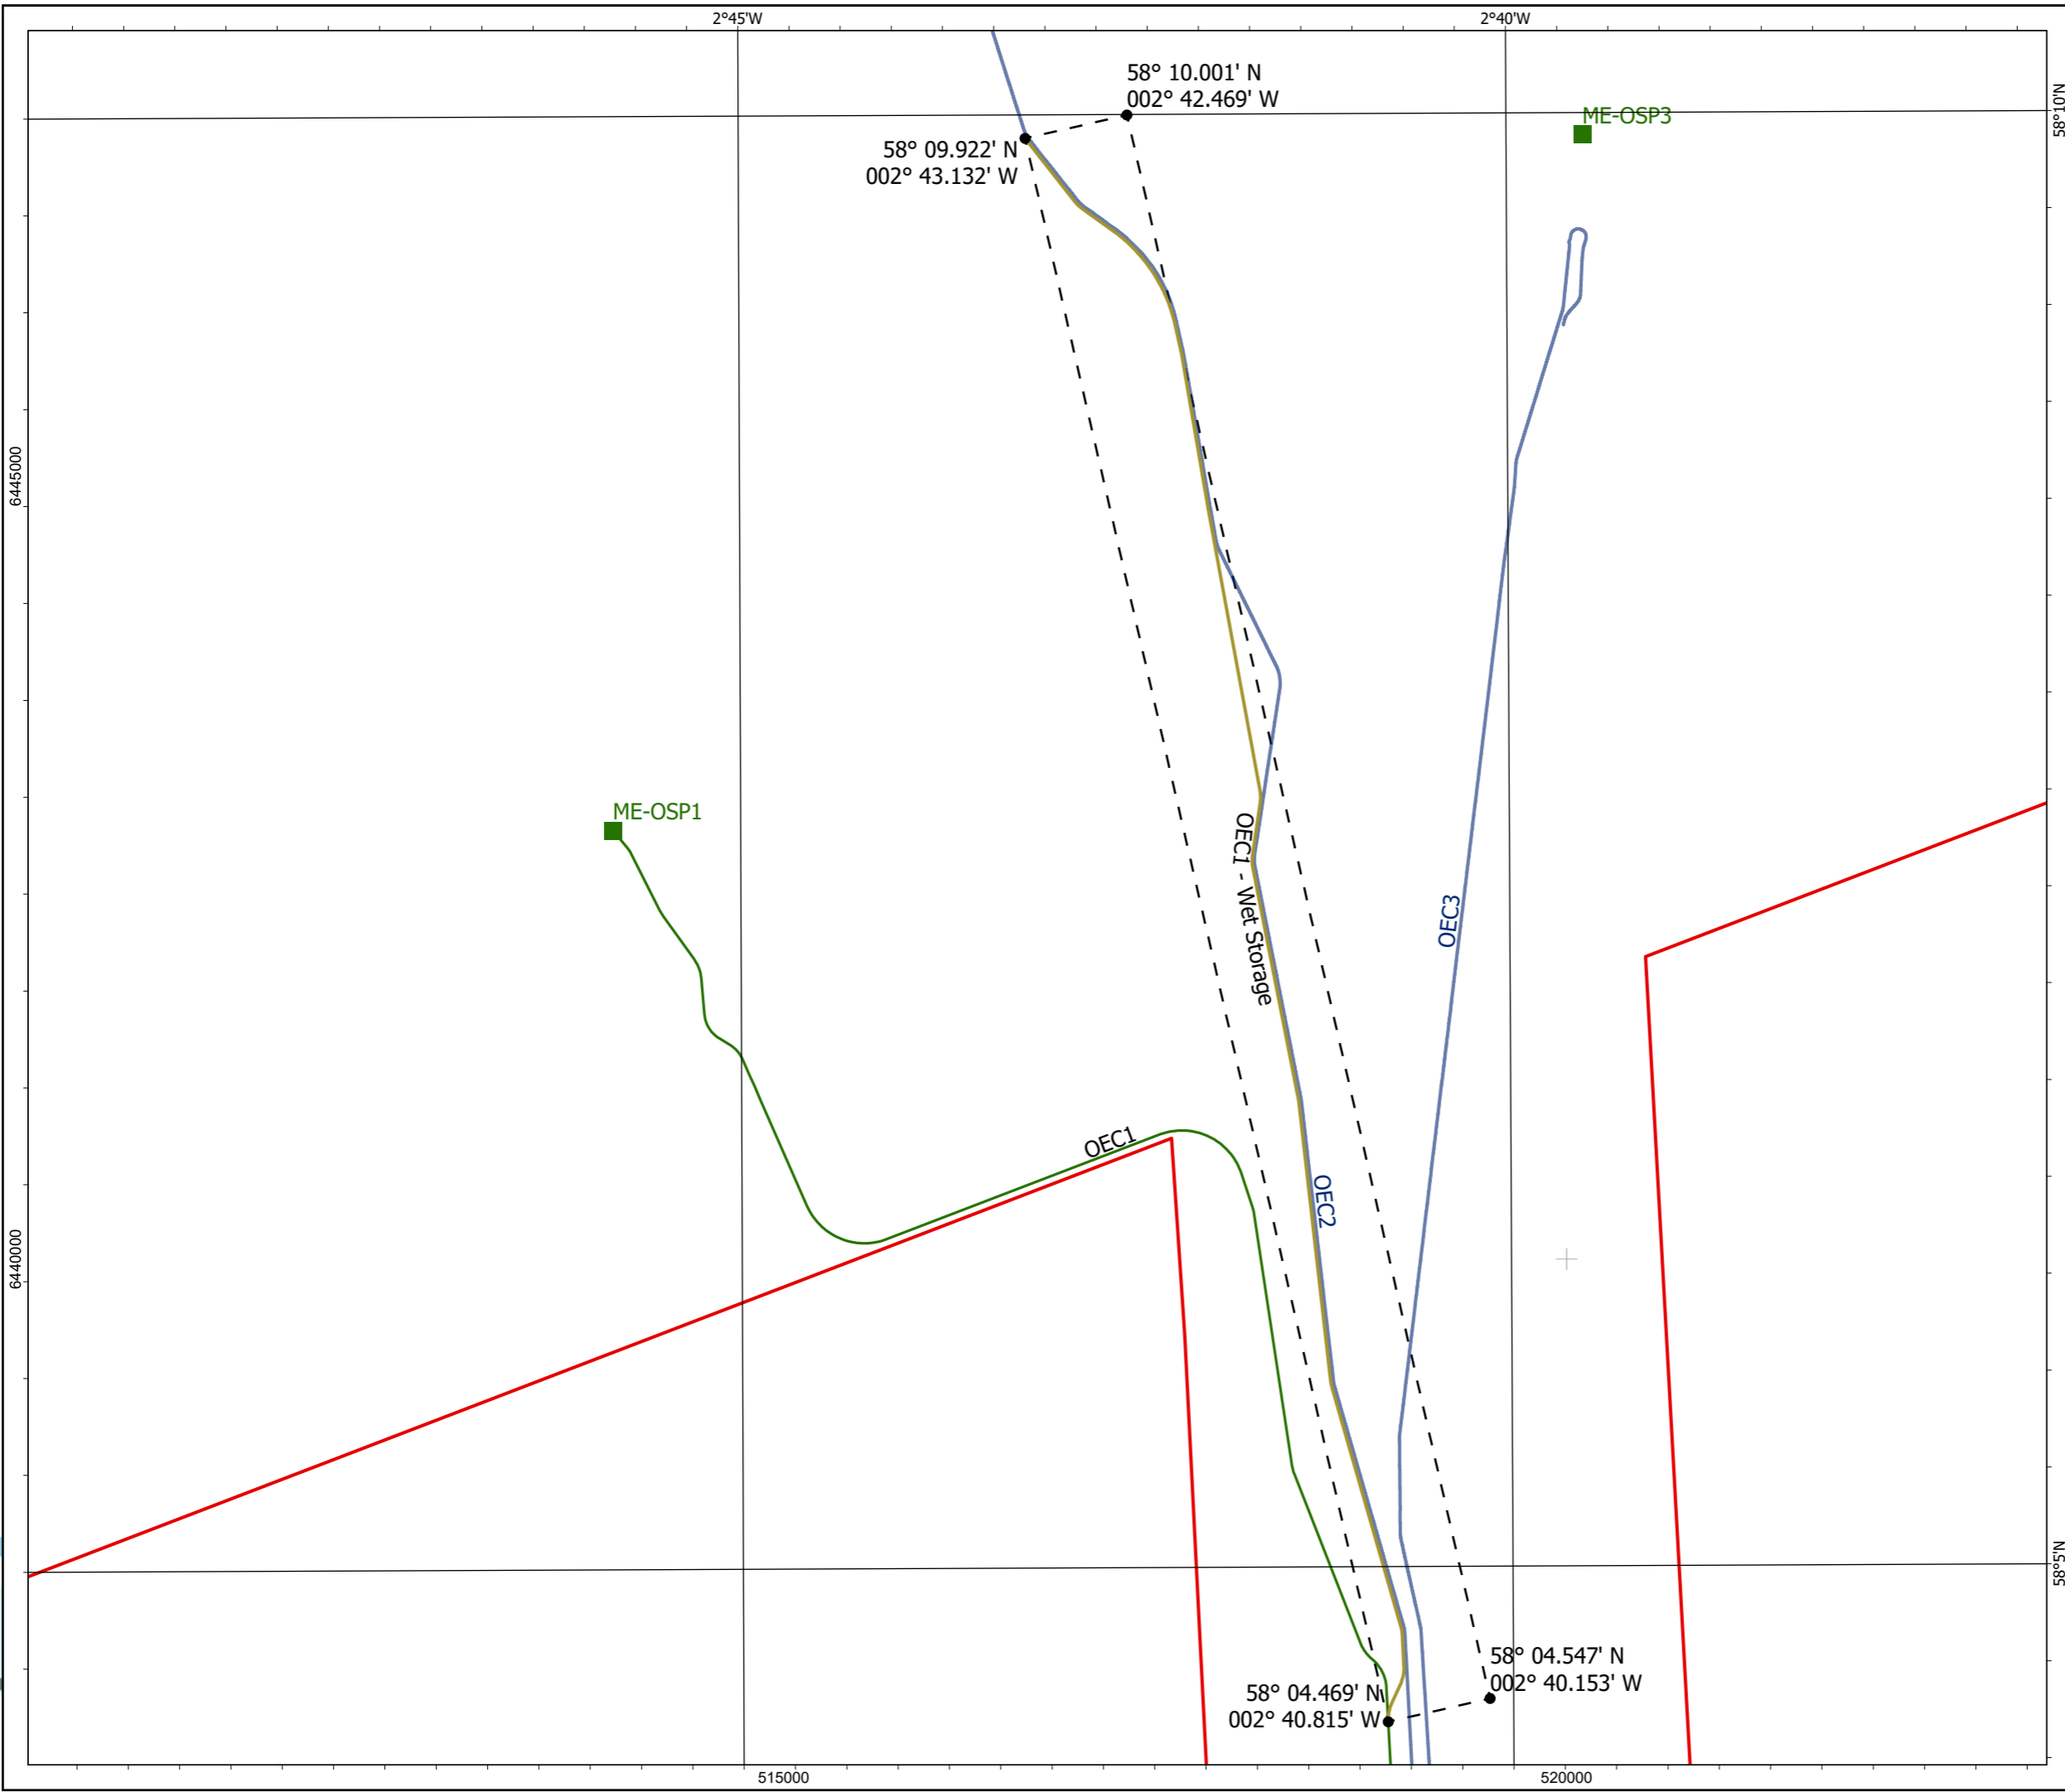 2°45'W
2°40'W
58° 10.001' N
002° 42.469' W
58°10'N
ME-OSP3
58° 09.922' N
002° 43.132' W
6445000
ME-OSP1
OEC1 - Wet Storage
OEC3
OEC1
OEC2
6440000
58°5'N
58° 04.547' N
002° 40.153' W
58° 04.469' N
002° 40.815' W
515000
520000